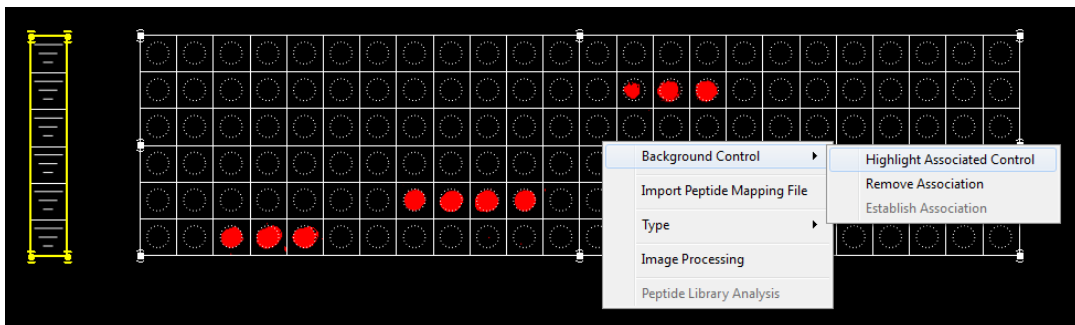 Background Control
Import Peptide Mapping File
Type
Image Processing
Peptide Library Analysis
Highlight Associated Control
Remove Association
Establish Association